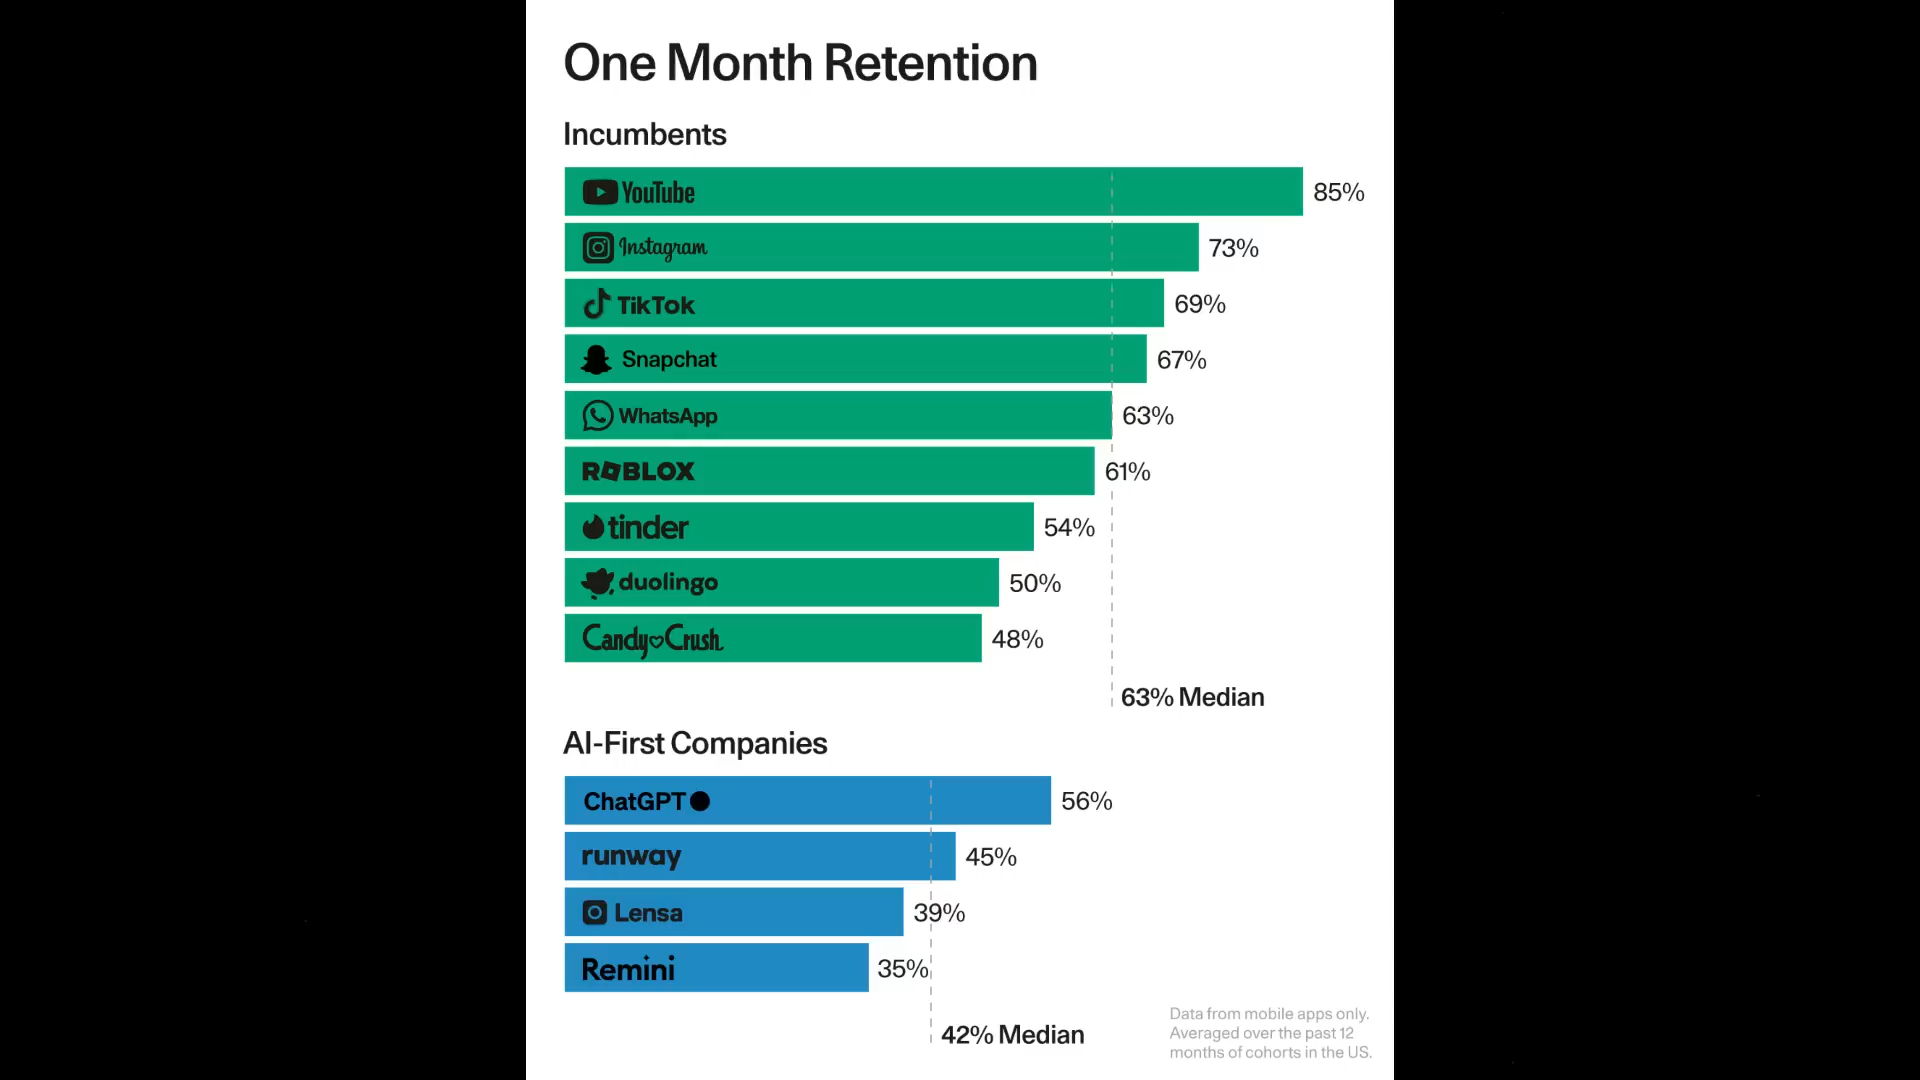 One Month Retention
Incumbents
YouTube 85%
Instagram 73%
TikTok 69%
Snapchat 67%
WhatsApp 63%
ROBLOX 61%
tinder 54%
duolingo 50%
Candy Crush 48%
63% Median
AI-First Companies
ChatGPT 56%
runway 45%
Lensa 39%
Remini 35%
42% Median
Data from mobile apps only.
Averaged over the past 12
months of cohorts in the US.